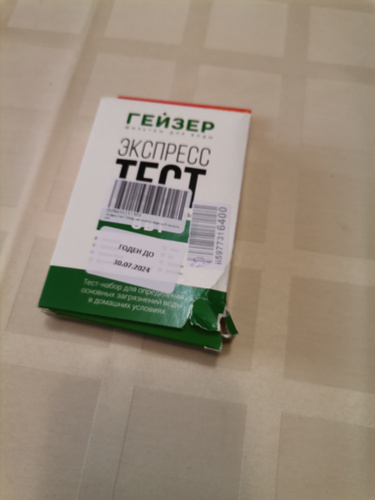 ГЕЙЗЕР
ФИЛЬТРЫ ДЛЯ ВОДЫ
ЭКСПРЕСС
ТЕСТ
ГОДЕН ДО
30.07.2024
Тест-набор для определения
основных загрязнений воды
в домашних условиях
6400